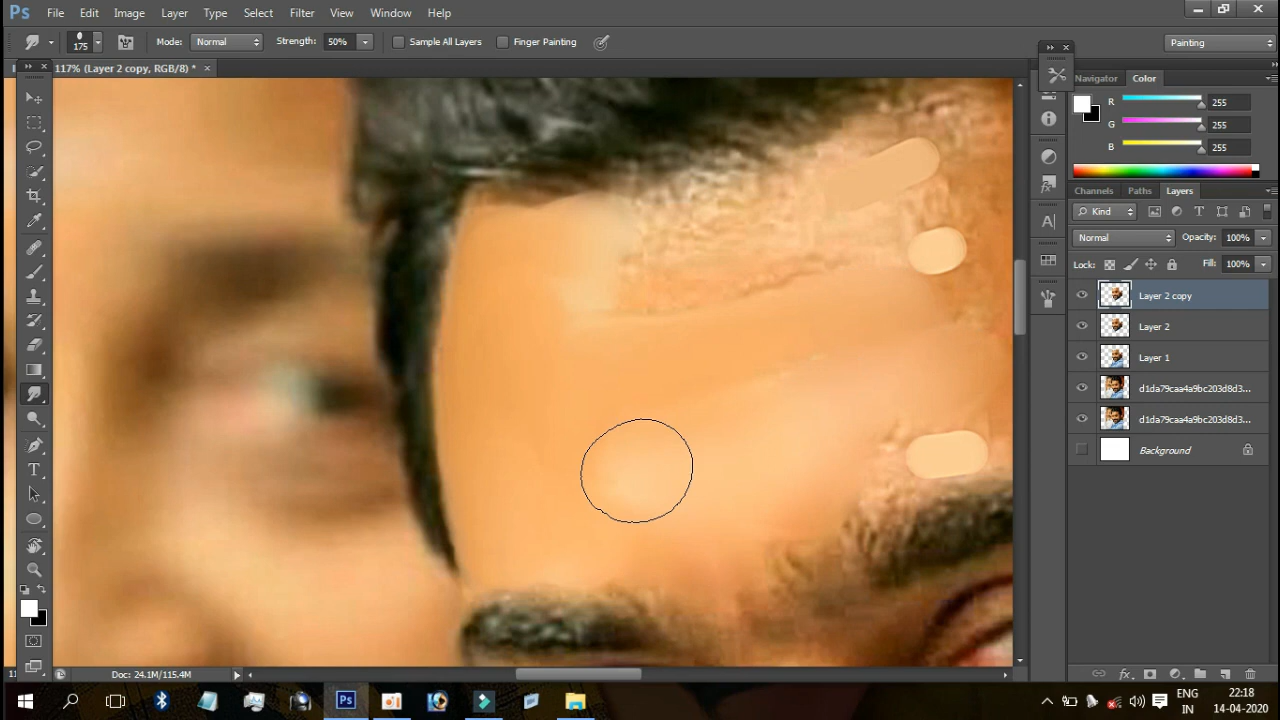 Ps File Edit Image Layer Type Select Filter View Window Help
175 Mode: Normal Strength: 50% Sample All Layers Finger Painting Painting
117% (Layer 2 copy, RGB/8) * ×
Navigator Color
R 255
G 255
B 255
Channels Paths Layers
Kind
Normal Opacity: 100%
Lock: Fill: 100%
Layer 2 copy
Layer 2
Layer 1
d1da79caa4a9bc203d8d3...
d1da79caa4a9bc203d8d3...
Background
Doc: 24.1M/115.4M
ENG 22:18
IN 14-04-2020